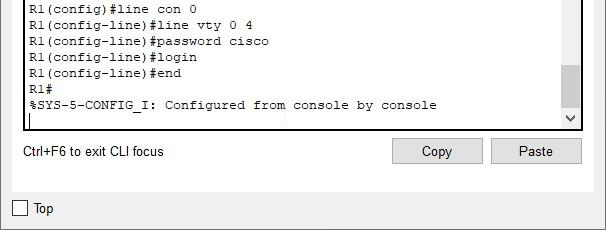 R1(config)#line con 0
R1(config-line)#line vty 0 4
R1(config-line)#password cisco
R1(config-line)#login
R1(config-line)#end
R1#
%SYS-5-CONFIG_I: Configured from console by console
Ctrl+F6 to exit CLI focus
Copy
Paste
Top